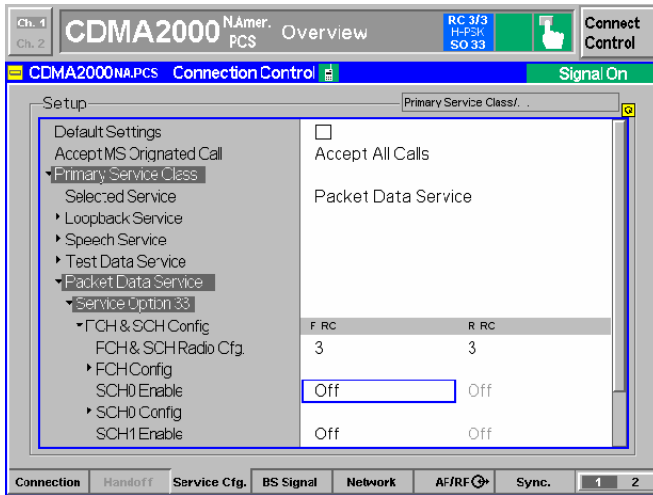 Ch. 1
Ch. 2
CDMA2000 N.Amer. PCS Overview
RC 3/3
H-PSK
SO 33
Connect Control
CDMA2000 NA.PCS Connection Control
Signal On
Setup
Primary Service Class/. .
Default Settings
Accept MS Orignated Call Accept All Calls
Primary Service Class
Selected Service Packet Data Service
Loopback Service
Speech Service
Test Data Service
Packet Data Service
Service Option 33
FCH & SCH Config F RC R RC
FCH & SCH Radio Cfg. 3 3
FCH Config
SCH0 Enable Off Off
SCH0 Config
SCH1 Enable Off Off
Connection Handoff Service Cfg. BS Signal Network AF/RF Sync. 1 2